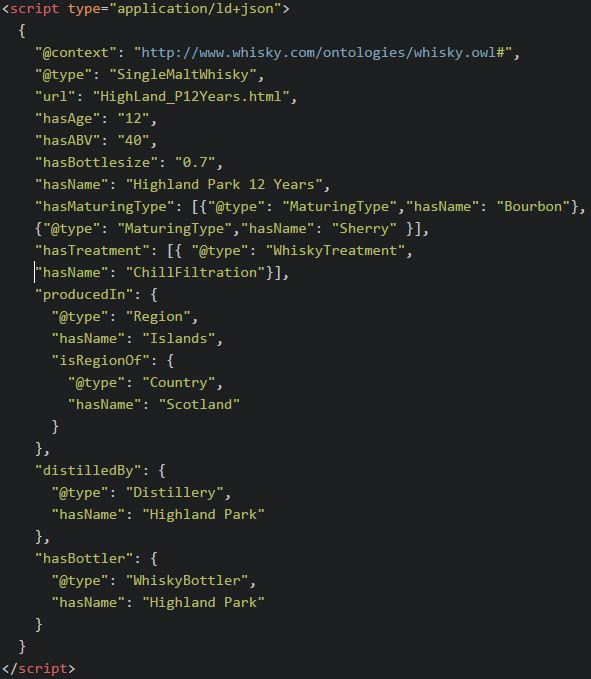 <script type="application/ld+json">
  {
    "@context": "http://www.whisky.com/ontologies/whisky.owl#",
    "@type": "SingleMaltWhisky",
    "url": "HighLand_P12Years.html",
    "hasAge": "12",
    "hasABV": "40",
    "hasBottlesize": "0.7",
    "hasName": "Highland Park 12 Years",
    "hasMaturingType": [{"@type": "MaturingType","hasName": "Bourbon"},
    {"@type": "MaturingType","hasName": "Sherry" }],
    "hasTreatment": [{ "@type": "WhiskyTreatment",
    "hasName": "ChillFiltration"}],
    "producedIn": {
      "@type": "Region",
      "hasName": "Islands",
      "isRegionOf": {
        "@type": "Country",
        "hasName": "Scotland"
      }
    },
    "distilledBy": {
      "@type": "Distillery",
      "hasName": "Highland Park"
    },
    "hasBottler": {
      "@type": "WhiskyBottler",
      "hasName": "Highland Park"
    }
  }
</script>